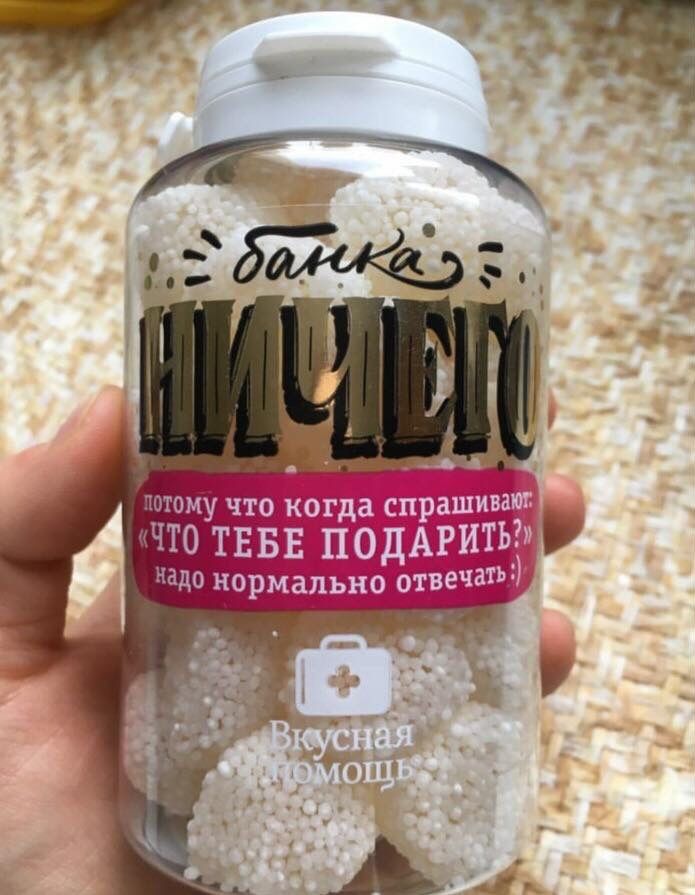 банка
НИЧЕГО
потому что когда спрашивают:
«ЧТО ТЕБЕ ПОДАРИТЬ?»
надо нормально отвечать :)
Вкусная
помощь